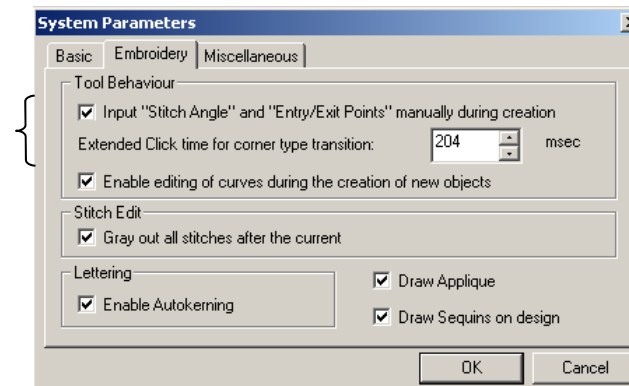 System Parameters
Basic Embroidery Miscellaneous
Tool Behaviour
Input "Stitch Angle" and "Entry/Exit Points" manually during creation
Extended Click time for corner type transition: 204 msec
Enable editing of curves during the creation of new objects
Stitch Edit
Gray out all stitches after the current
Lettering
Enable Autokerning
Draw Applique
Draw Sequins on design
OK Cancel